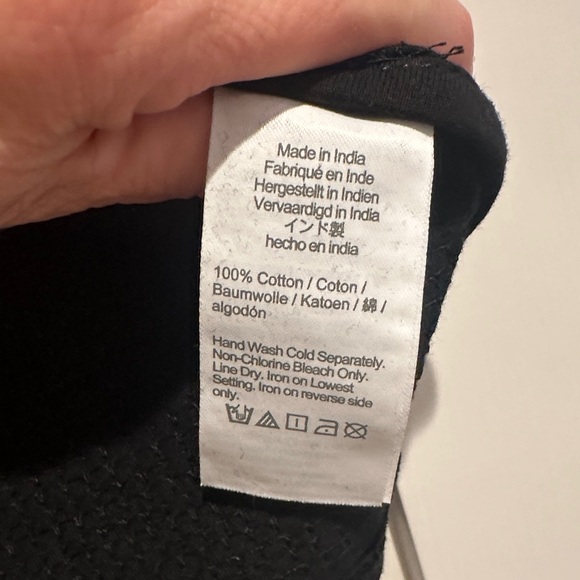 Made in India
Fabriqué en Inde
Hergestellt in Indien
Vervaardigd in India
インド製
hecho en india
100% Cotton / Coton /
Baumwolle / Katoen / 綿 /
algodón
Hand Wash Cold Separately.
Non-Chlorine Bleach Only.
Line Dry. Iron on Lowest
Setting. Iron on reverse side
only.